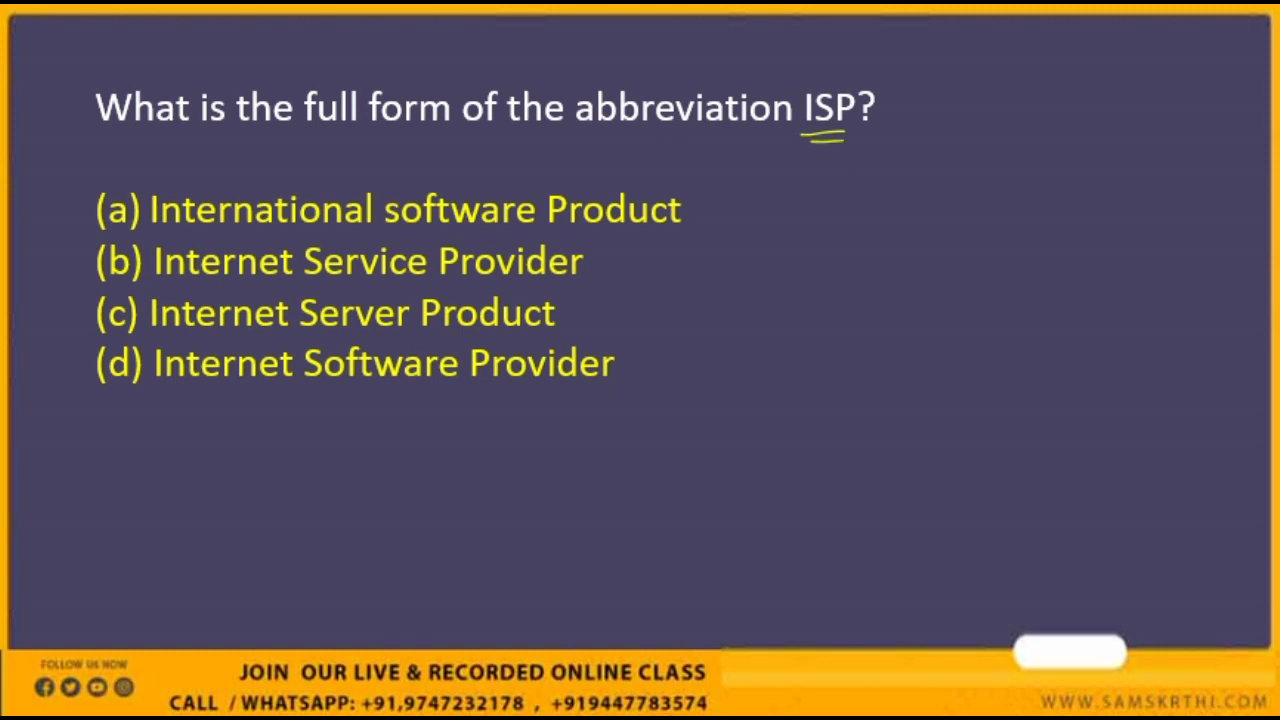 What is the full form of the abbreviation ISP?
(a) International software Product
(b) Internet Service Provider
(c) Internet Server Product
(d) Internet Software Provider
FOLLOW US NOW
JOIN OUR LIVE & RECORDED ONLINE CLASS
CALL / WHATSAPP: +91,9747232178 , +919447783574
WWW.SAMSKRTHI.COM